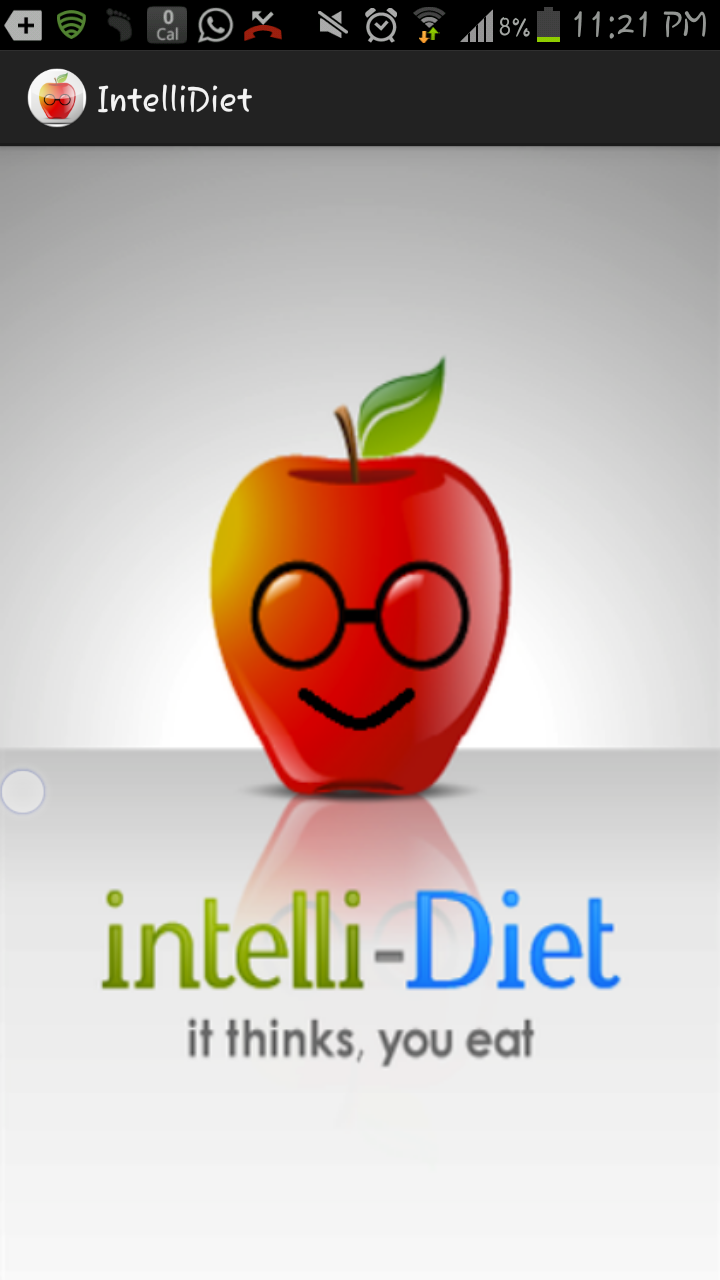 0
Cal
8% 11:21 PM
IntelliDiet
intelli-Diet
it thinks, you eat